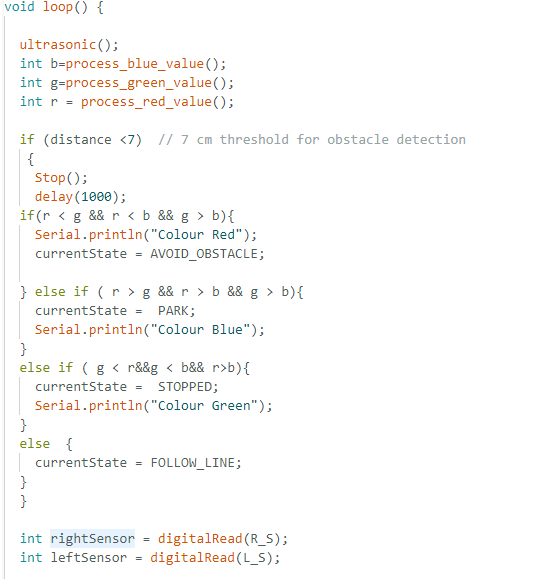 void loop() {
ultrasonic();
int b=process_blue_value();
int g=process_green_value();
int r = process_red_value();
if (distance <7)  // 7 cm threshold for obstacle detection
{
Stop();
delay(1000);
if(r < g && r < b && g > b){
Serial.println("Colour Red");
currentState = AVOID_OBSTACLE;
} else if ( r > g && r > b && g > b){
currentState =  PARK;
Serial.println("Colour Blue");
}
else if ( g < r&&g < b&& r>b){
currentState =  STOPPED;
Serial.println("Colour Green");
}
else  {
currentState = FOLLOW_LINE;
}
}
int rightSensor = digitalRead(R_S);
int leftSensor = digitalRead(L_S);